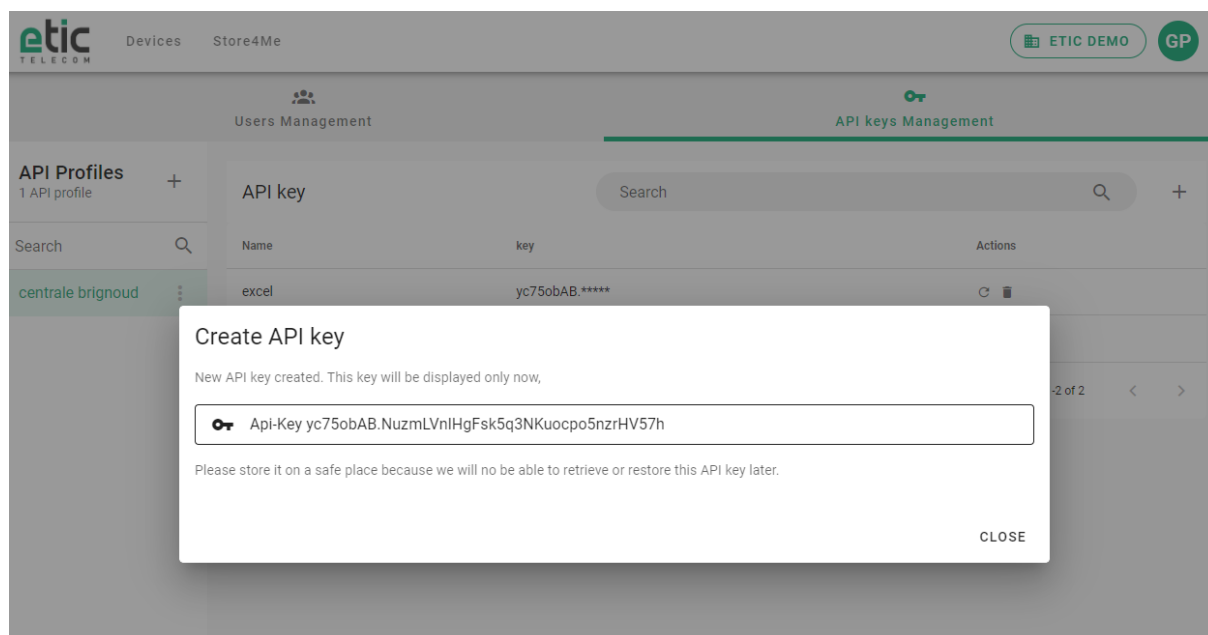 etic
TELECOM
Devices
Store4Me
ETIC DEMO
GP
Users Management
API keys Management
API Profiles
1 API profile
API key
Search
Search
Name
key
Actions
centrale brignoud
excel
yc75obAB.*****
Create API key
New API key created. This key will be displayed only now,
Api-Key yc75obAB.NuzmLVnIHgFsk5q3NKuocpo5nzrHV57h
Please store it on a safe place because we will no be able to retrieve or restore this API key later.
CLOSE
-2 of 2